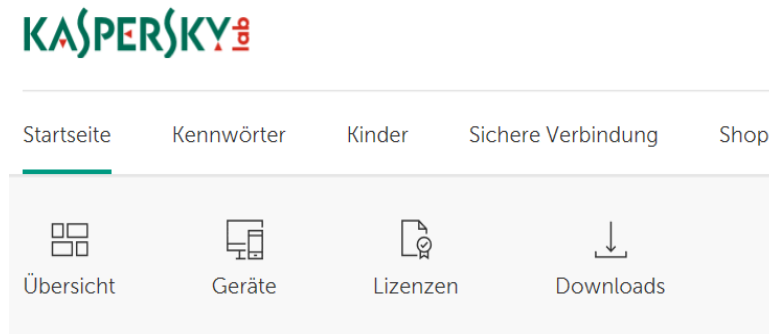 KASPERSKY lab
Startseite Kennwörter Kinder Sichere Verbindung Shop
Übersicht Geräte Lizenzen Downloads